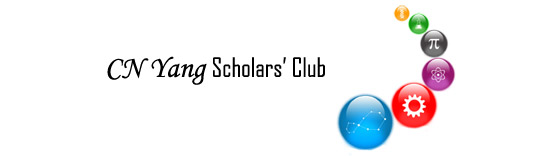 CN Yang Scholars' Club
π